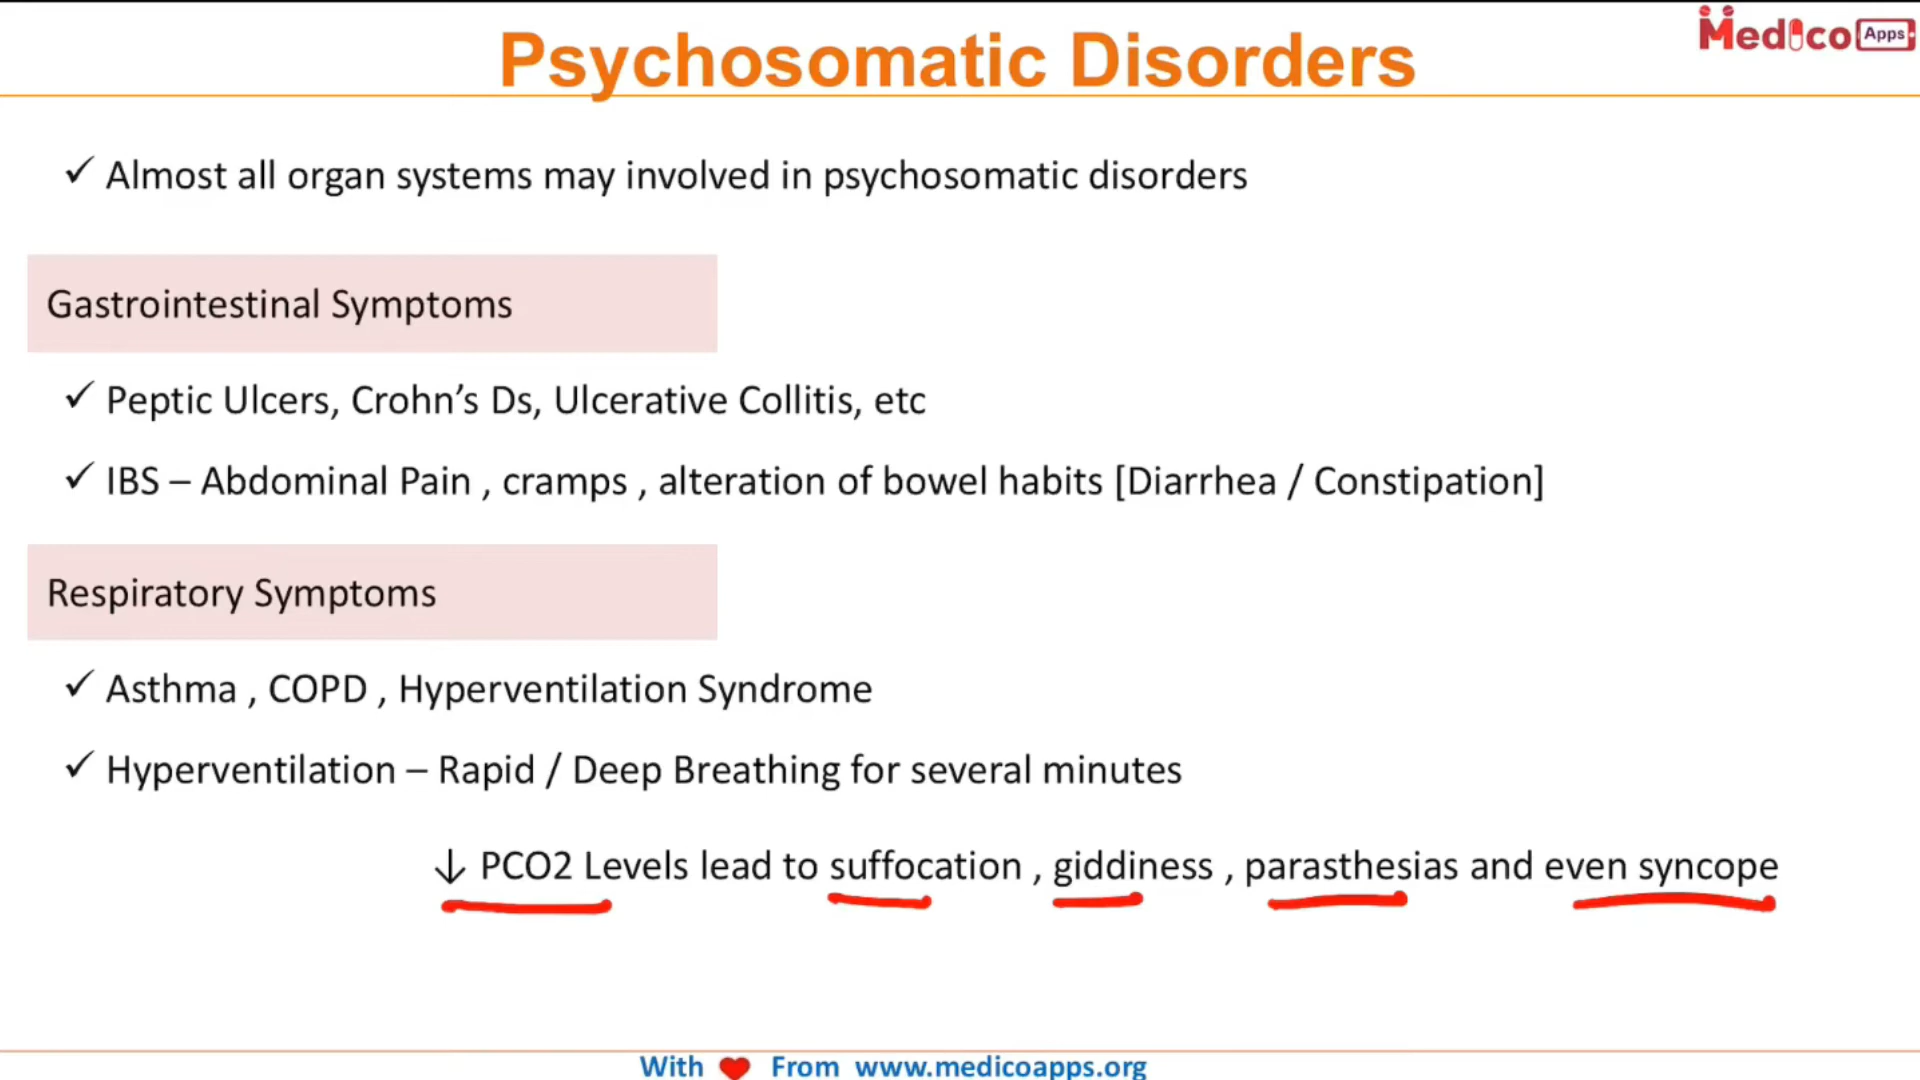 Medico Apps
Psychosomatic Disorders
✓ Almost all organ systems may involved in psychosomatic disorders
Gastrointestinal Symptoms
✓ Peptic Ulcers, Crohn’s Ds, Ulcerative Collitis, etc
✓ IBS – Abdominal Pain , cramps , alteration of bowel habits [Diarrhea / Constipation]
Respiratory Symptoms
✓ Asthma , COPD , Hyperventilation Syndrome
✓ Hyperventilation – Rapid / Deep Breathing for several minutes
↓ PCO2 Levels lead to suffocation , giddiness , parasthesias and even syncope
With ❤ From www.medicoapps.org